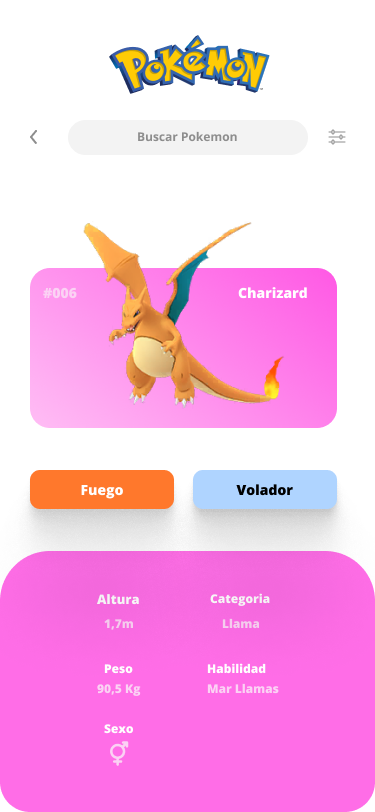 POKéMON
Buscar Pokemon
#006
Charizard
Fuego
Volador
Altura
Categoria
1,7m
Llama
Peso
Habilidad
90,5 Kg
Mar Llamas
Sexo